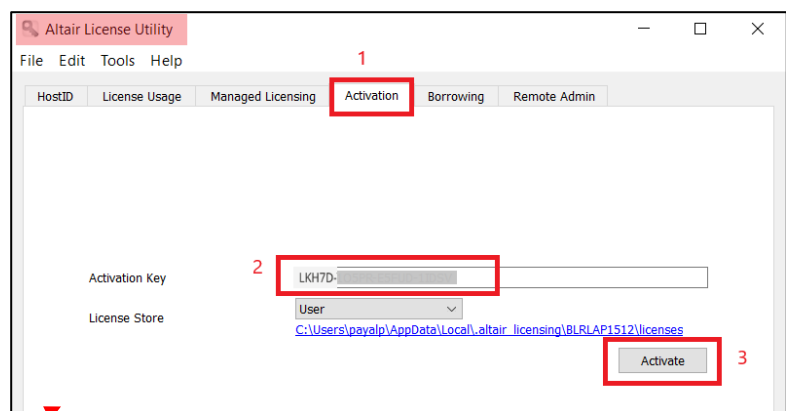 Altair License Utility
File Edit Tools Help
1
HostID License Usage Managed Licensing Activation Borrowing Remote Admin
2
Activation Key LKH7D-
License Store User
C:\Users\payalp\AppData\Local\.altair_licensing\BLRLAP1512\licenses
Activate 3